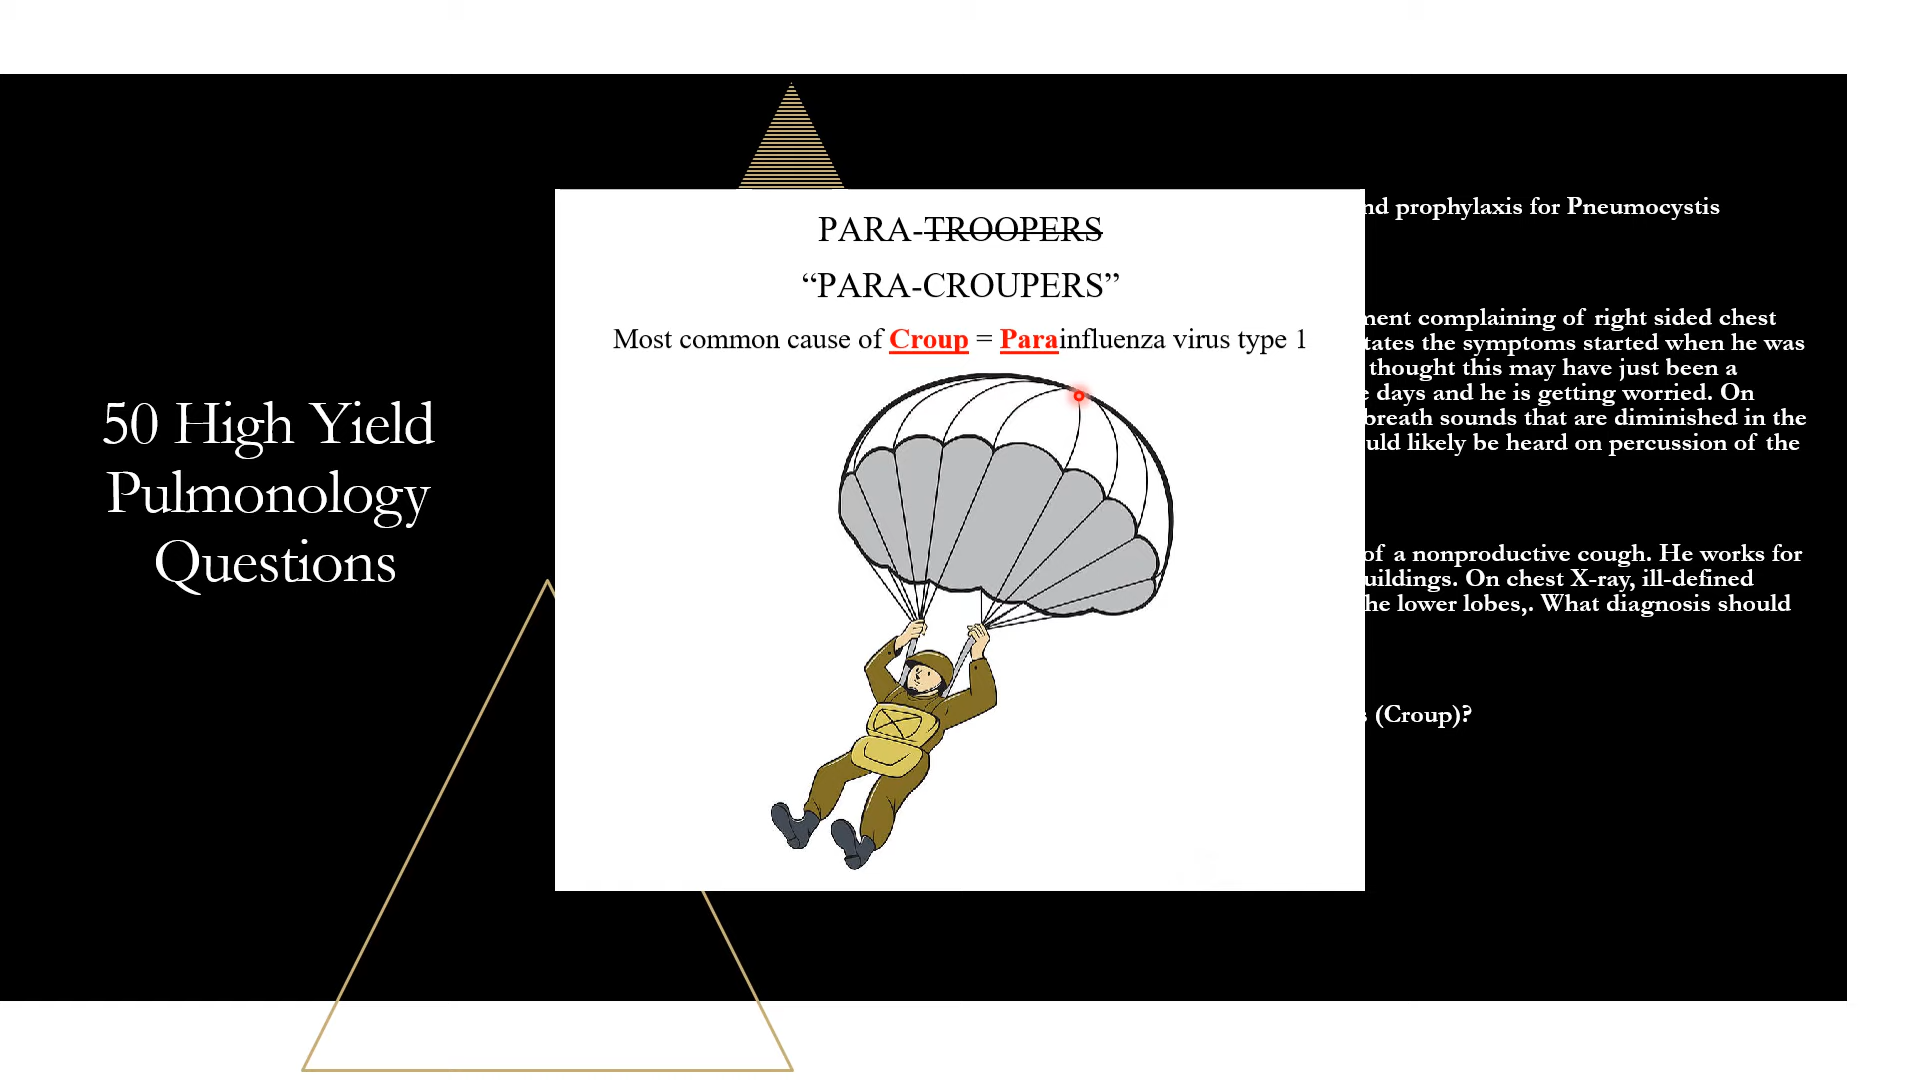 50 High Yield
Pulmonology
Questions
PARA-TROOPERS
“PARA-CROUPERS”
Most common cause of Croup = Parainfluenza virus type 1
nd prophylaxis for Pneumocystis
ment complaining of right sided chest
tates the symptoms started when he was
thought this may have just been a
e days and he is getting worried. On
breath sounds that are diminished in the
uld likely be heard on percussion of the
of a nonproductive cough. He works for
uildings. On chest X-ray, ill-defined
he lower lobes,. What diagnosis should
s (Croup)?